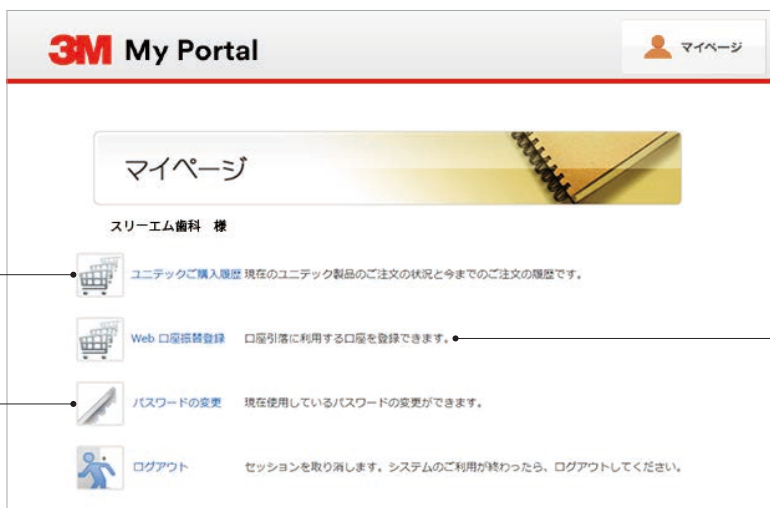 3M My Portal
マイページ
マイページ
スリーエム歯科 様
ユニテックご購入履歴 現在のユニテック製品のご注文の状況と今までのご注文の履歴です。
Web 口座振替登録 口座引落に利用する口座を登録できます。
パスワードの変更 現在使用しているパスワードの変更ができます。
ログアウト セッションを取り消します。システムのご利用が終わったら、ログアウトしてください。